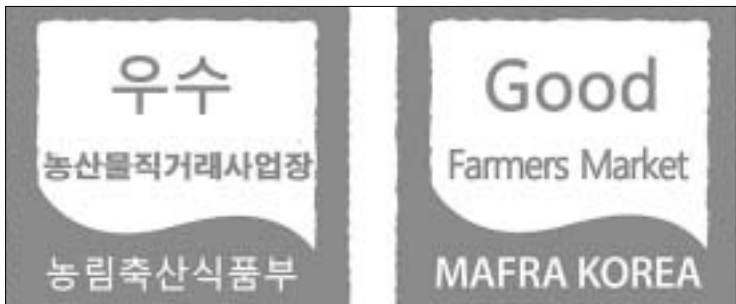 우수
농산물직거래사업장
농림축산식품부
Good
Farmers Market
MAFRA KOREA